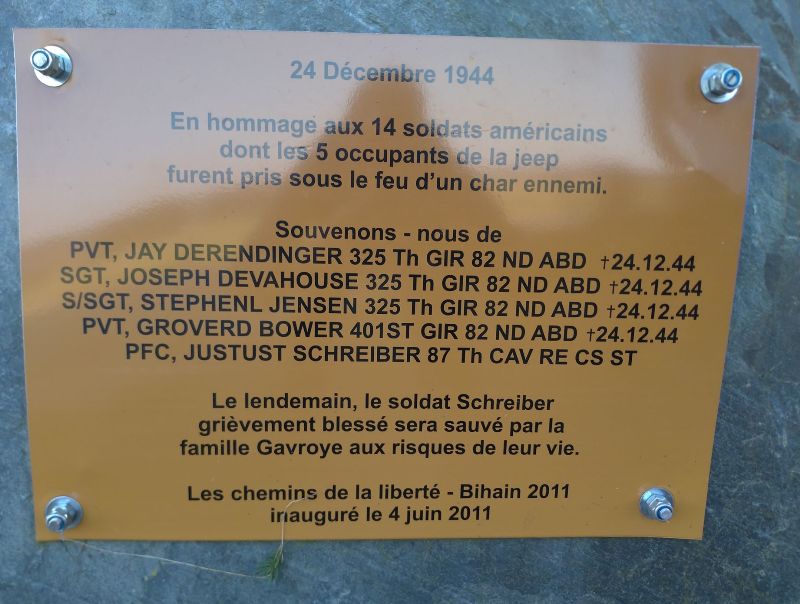 24 Décembre 1944
En hommage aux 14 soldats américains
dont les 5 occupants de la jeep
furent pris sous le feu d'un char ennemi.
Souvenons - nous de
PVT, JAY DERENDINGER 325 Th GIR 82 ND ABD †24.12.44
SGT, JOSEPH DEVAHOUSE 325 Th GIR 82 ND ABD †24.12.44
S/SGT, STEPHENL JENSEN 325 Th GIR 82 ND ABD †24.12.44
PVT, GROVERD BOWER 401ST GIR 82 ND ABD †24.12.44
PFC, JUSTUST SCHREIBER 87 Th CAV RE CS ST
Le lendemain, le soldat Schreiber
grièvement blessé sera sauvé par la
famille Gavroye aux risques de leur vie.
Les chemins de la liberté - Bihain 2011
inauguré le 4 juin 2011